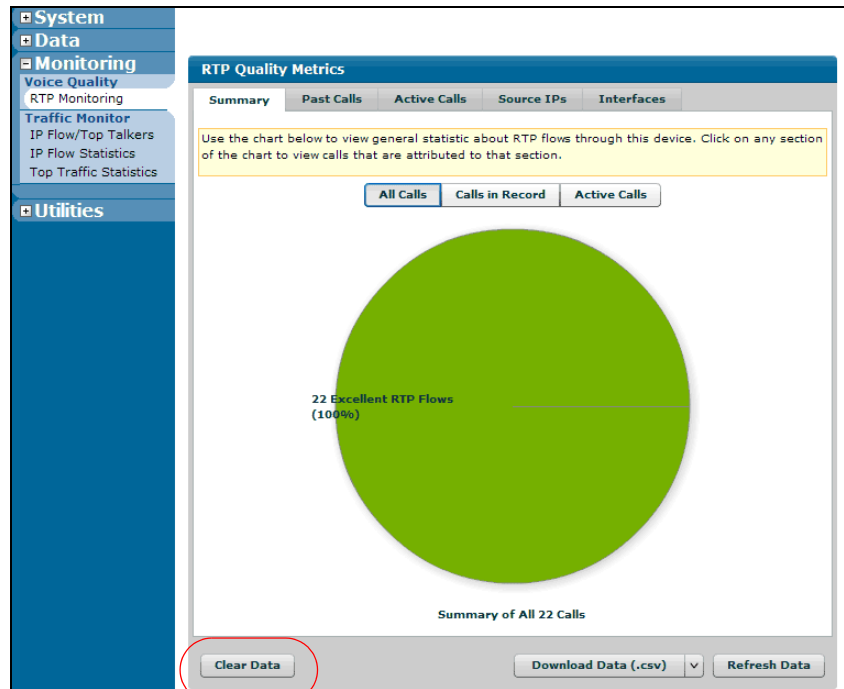 System
Data
Monitoring
Voice Quality
RTP Monitoring
Traffic Monitor
IP Flow/Top Talkers
IP Flow Statistics
Top Traffic Statistics
Utilities
RTP Quality Metrics
Summary Past Calls Active Calls Source IPs Interfaces
Use the chart below to view general statistic about RTP flows through this device. Click on any section
of the chart to view calls that are attributed to that section.
All Calls Calls in Record Active Calls
22 Excellent RTP Flows
(100%)
Summary of All 22 Calls
Clear Data Download Data (.csv) Refresh Data